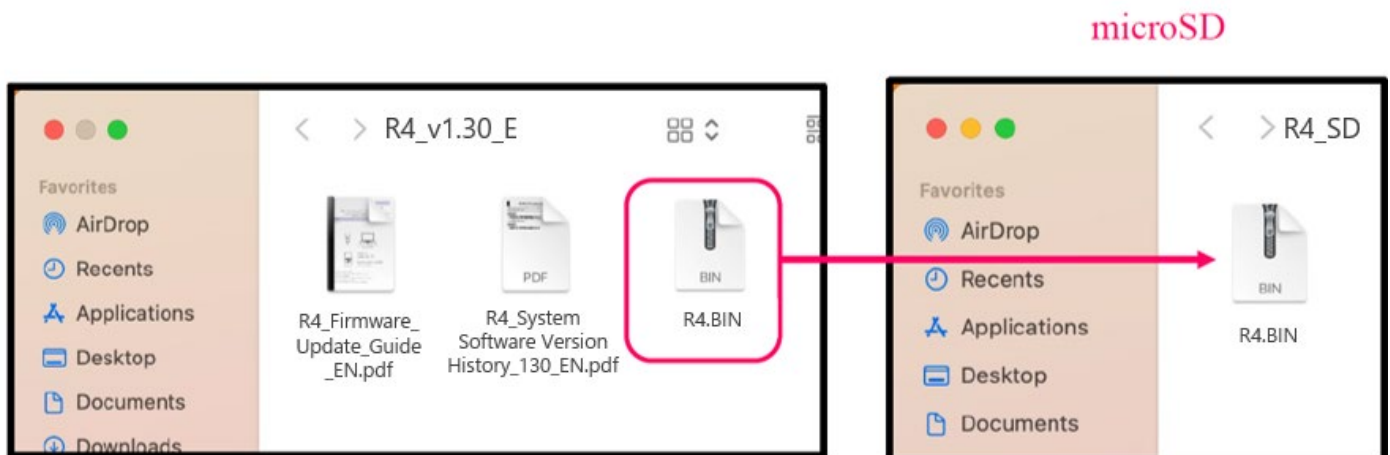 microSD
R4_v1.30_E
Favorites
AirDrop
Recents
Applications
Desktop
Documents
Downloads
R4_Firmware_
Update_Guide
_EN.pdf
PDF
R4_System
Software Version
History_130_EN.pdf
BIN
R4.BIN
R4_SD
Favorites
AirDrop
Recents
Applications
Desktop
Documents
BIN
R4.BIN